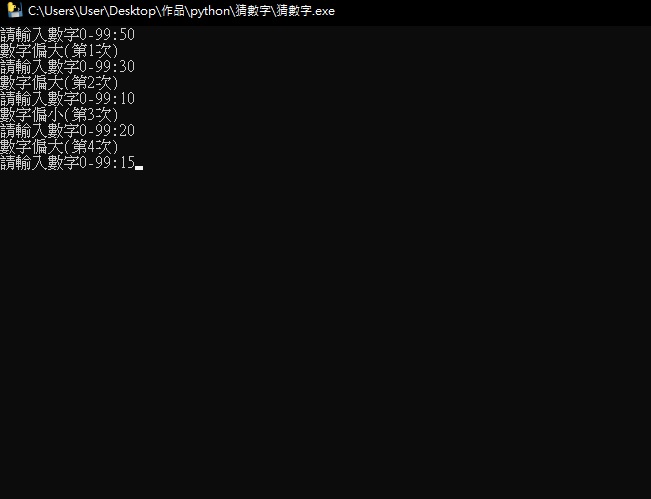 C:\Users\User\Desktop\作品\python\猜數字\猜數字.exe
請輸入數字0-99:50
數字偏大(第1次)
請輸入數字0-99:30
數字偏大(第2次)
請輸入數字0-99:10
數字偏小(第3次)
請輸入數字0-99:20
數字偏大(第4次)
請輸入數字0-99:15